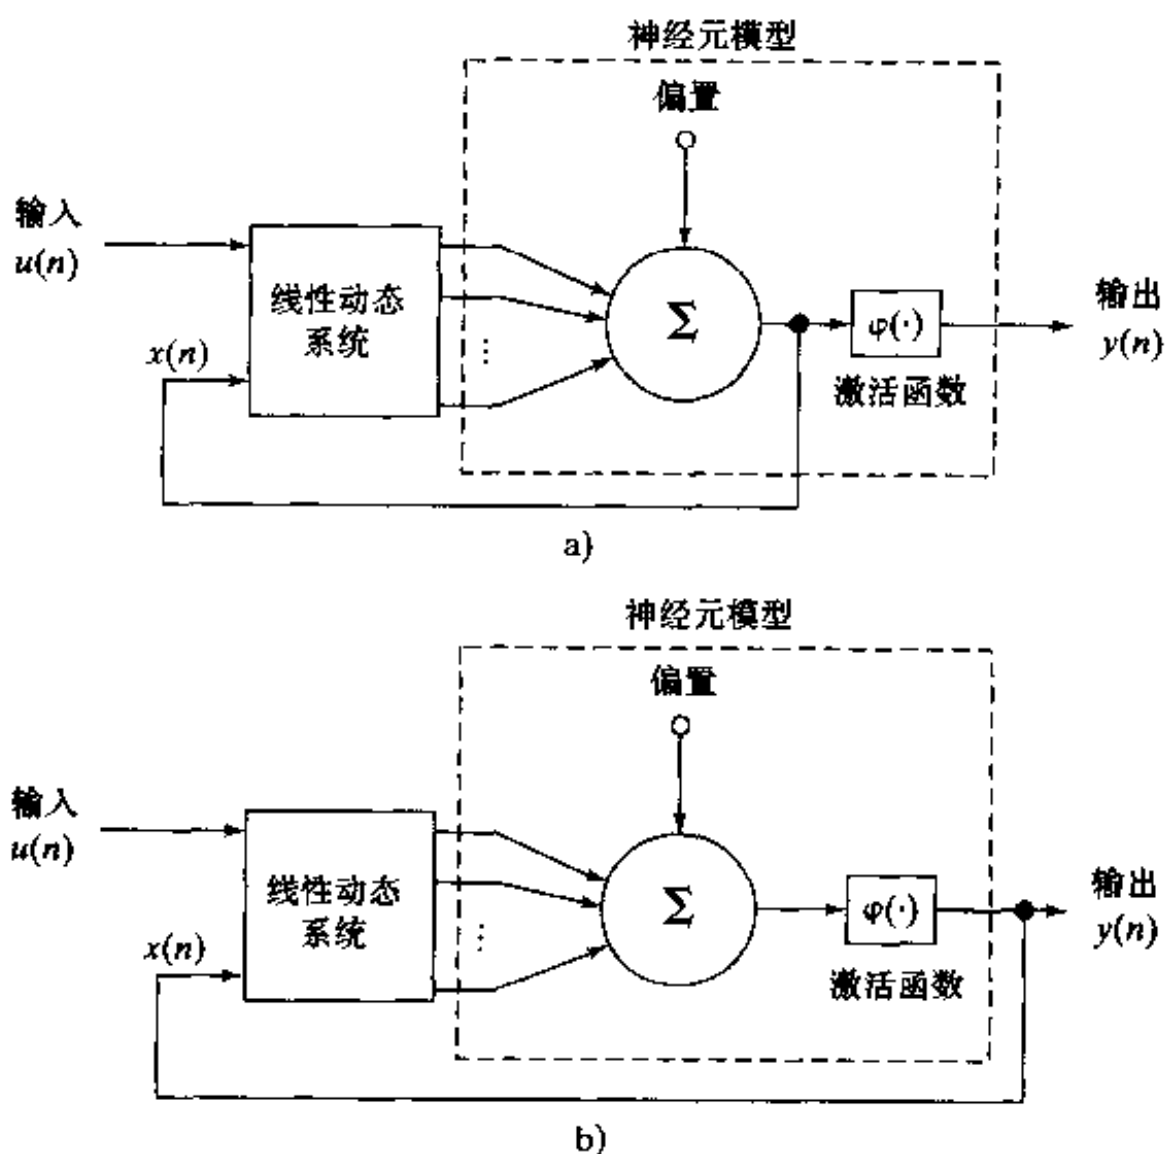 神经元模型
偏置
输入
u(n)
线性动态
系统
x(n)
⋮
Σ
φ(·)
激活函数
输出
y(n)
a)
神经元模型
偏置
输入
u(n)
线性动态
系统
x(n)
⋮
Σ
φ(·)
激活函数
输出
y(n)
b)